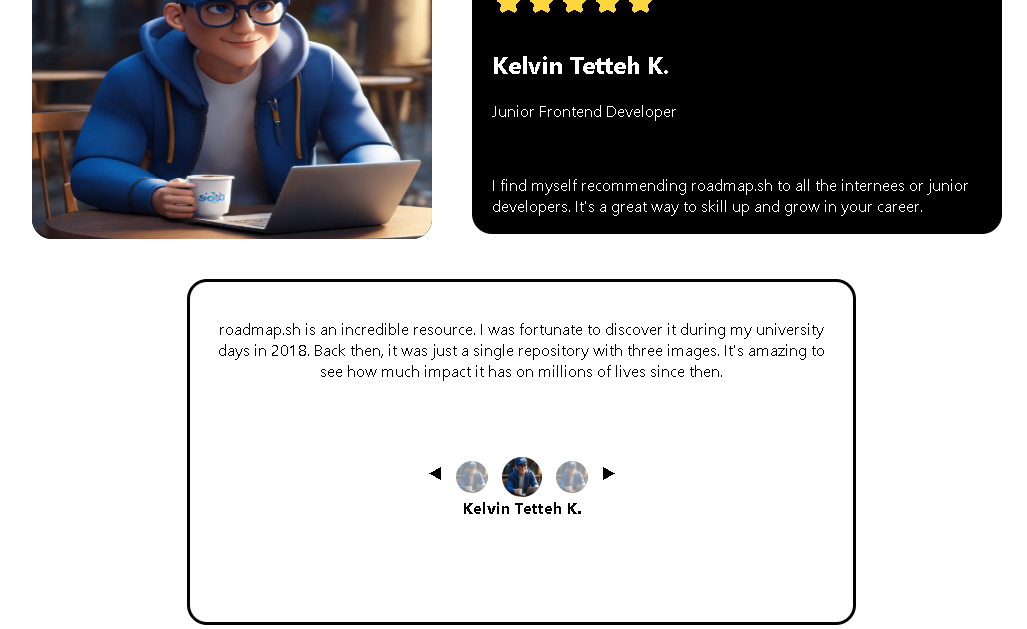 Kelvin Tetteh K.
Junior Frontend Developer
I find myself recommending roadmap.sh to all the internees or junior
developers. It's a great way to skill up and grow in your career.
roadmap.sh is an incredible resource. I was fortunate to discover it during my university
days in 2018. Back then, it was just a single repository with three images. It's amazing to
see how much impact it has on millions of lives since then.
Kelvin Tetteh K.